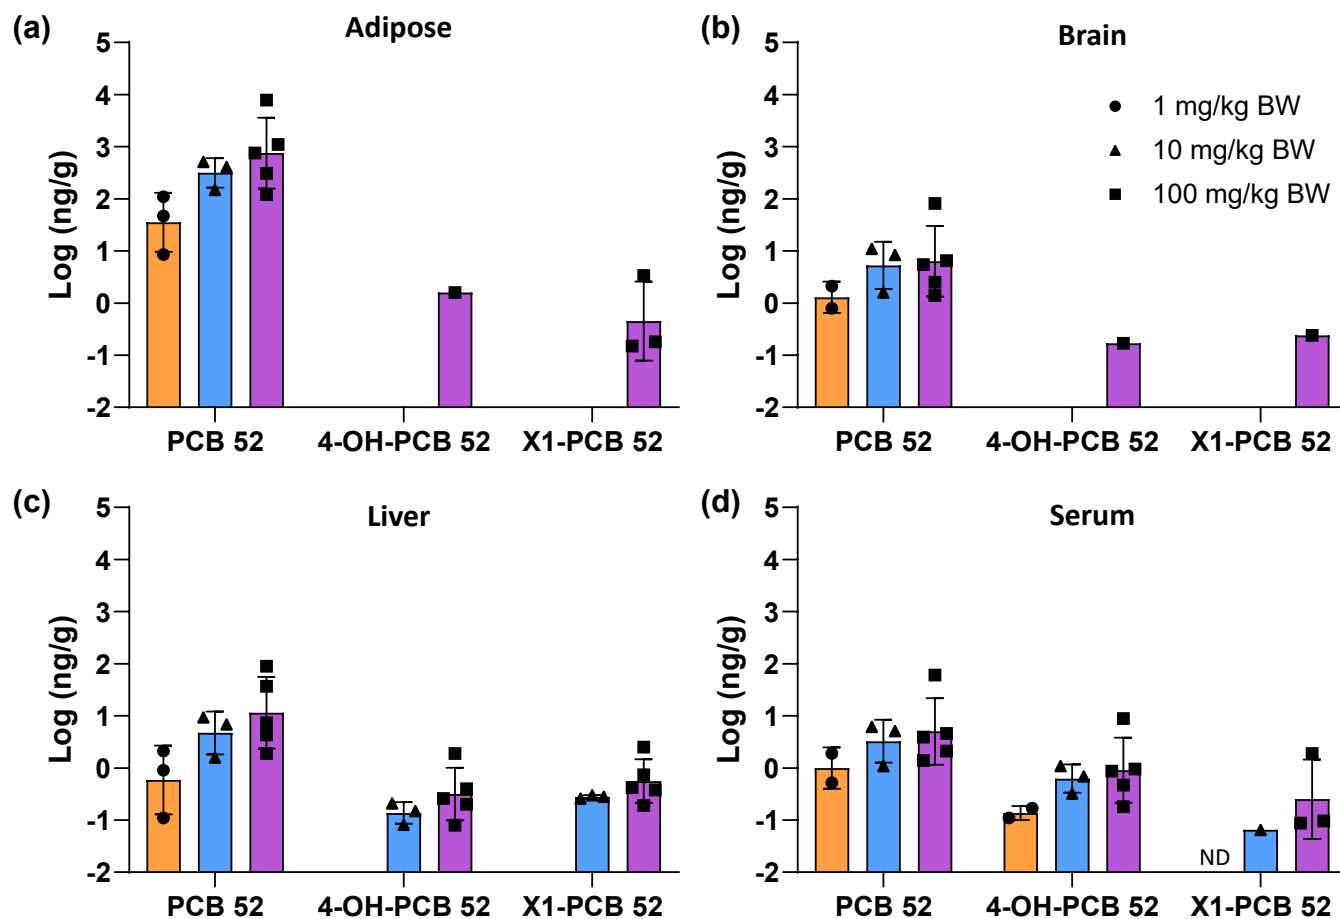 (a)
Adipose
Log (ng/g)
5
4
3
2
1
0
-1
-2
PCB 52 4-OH-PCB 52 X1-PCB 52
(b)
Brain
Log (ng/g)
5
4
3
2
1
0
-1
-2
1 mg/kg BW
10 mg/kg BW
100 mg/kg BW
PCB 52 4-OH-PCB 52 X1-PCB 52
(c)
Liver
Log (ng/g)
5
4
3
2
1
0
-1
-2
PCB 52 4-OH-PCB 52 X1-PCB 52
(d)
Serum
Log (ng/g)
5
4
3
2
1
0
-1
-2
ND
PCB 52 4-OH-PCB 52 X1-PCB 52